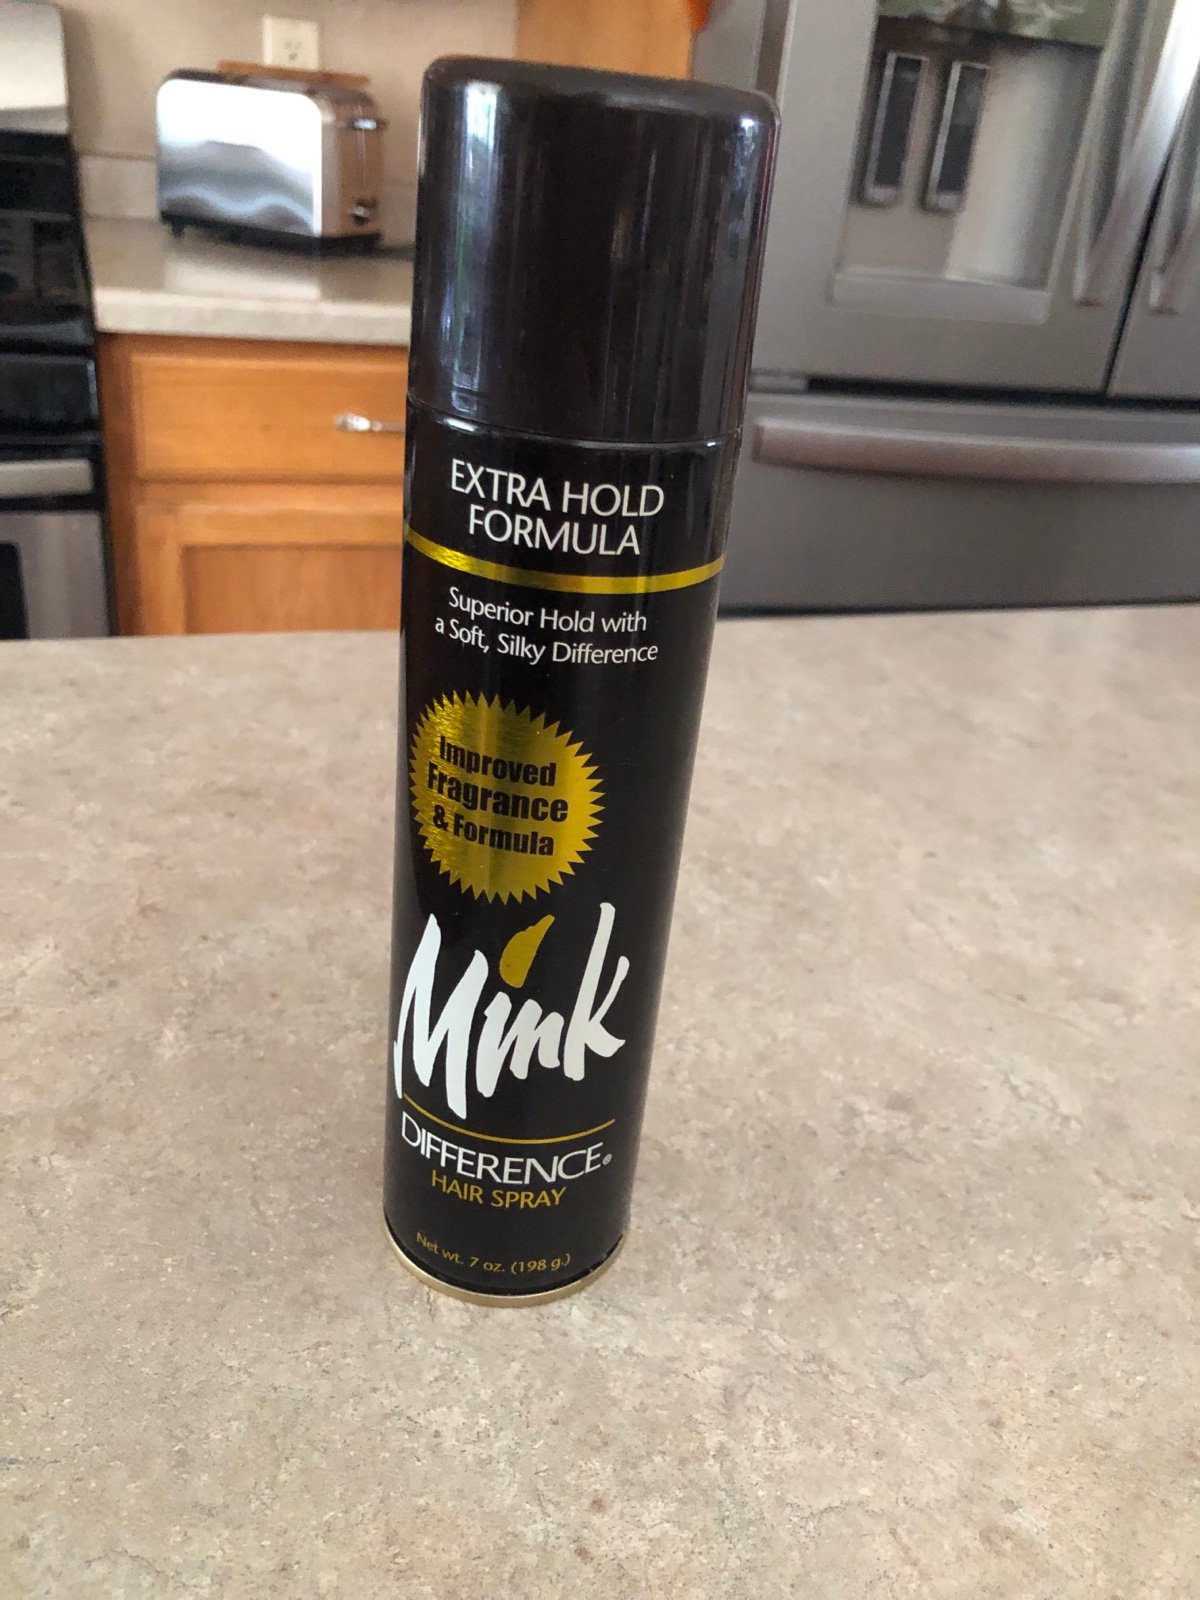 EXTRA HOLD
FORMULA
Superior Hold with
a Soft, Silky Difference
Improved
Fragrance
& Formula
Mink
DIFFERENCE®
HAIR SPRAY
Net wt. 7 oz. (198 g.)